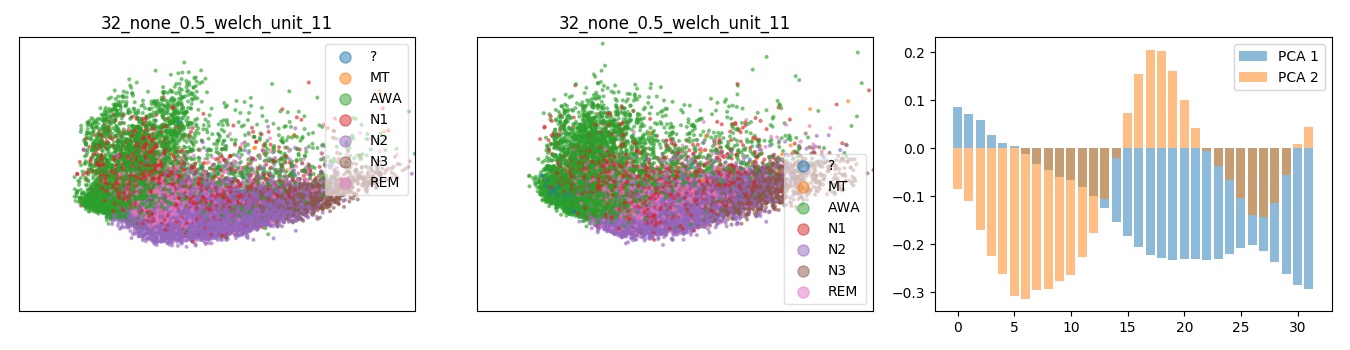 32_none_0.5_welch_unit_11
?
MT
AWA
N1
N2
N3
REM
32_none_0.5_welch_unit_11
?
MT
AWA
N1
N2
N3
REM
PCA 1
PCA 2
0.2
0.1
0.0
−0.1
−0.2
−0.3
0 5 10 15 20 25 30